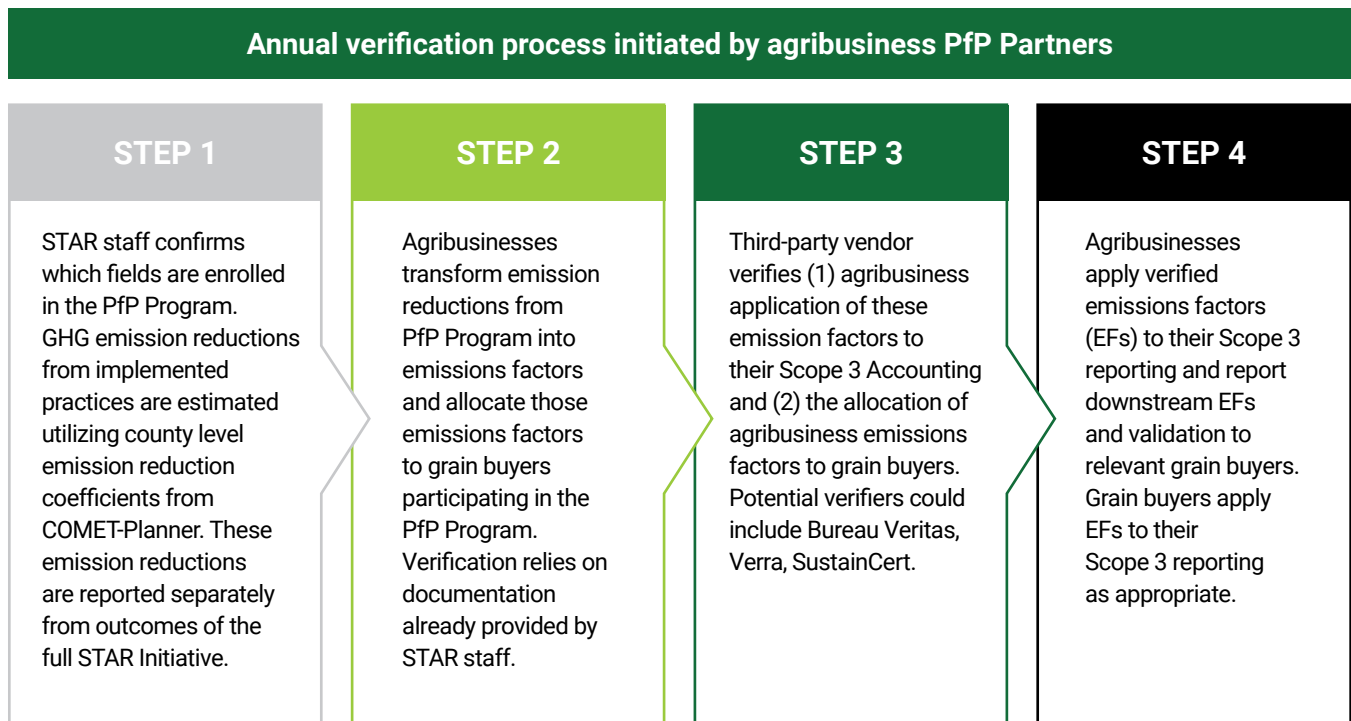 Annual verification process initiated by agribusiness PfP Partners
STEP 1
STAR staff confirms
which fields are enrolled
in the PfP Program.
GHG emission reductions
from implemented
practices are estimated
utilizing county level
emission reduction
coefficients from
COMET-Planner. These
emission reductions
are reported separately
from outcomes of the
full STAR Initiative.
STEP 2
Agribusinesses
transform emission
reductions from
PfP Program into
emissions factors
and allocate those
emissions factors
to grain buyers
participating in the
PfP Program.
Verification relies on
documentation
already provided by
STAR staff.
STEP 3
Third-party vendor
verifies (1) agribusiness
application of these
emission factors to
their Scope 3 Accounting
and (2) the allocation of
agribusiness emissions
factors to grain buyers.
Potential verifiers could
include Bureau Veritas,
Verra, SustainCert.
STEP 4
Agribusinesses
apply verified
emissions factors
(EFs) to their Scope 3
reporting and report
downstream EFs
and validation to
relevant grain buyers.
Grain buyers apply
EFs to their
Scope 3 reporting
as appropriate.